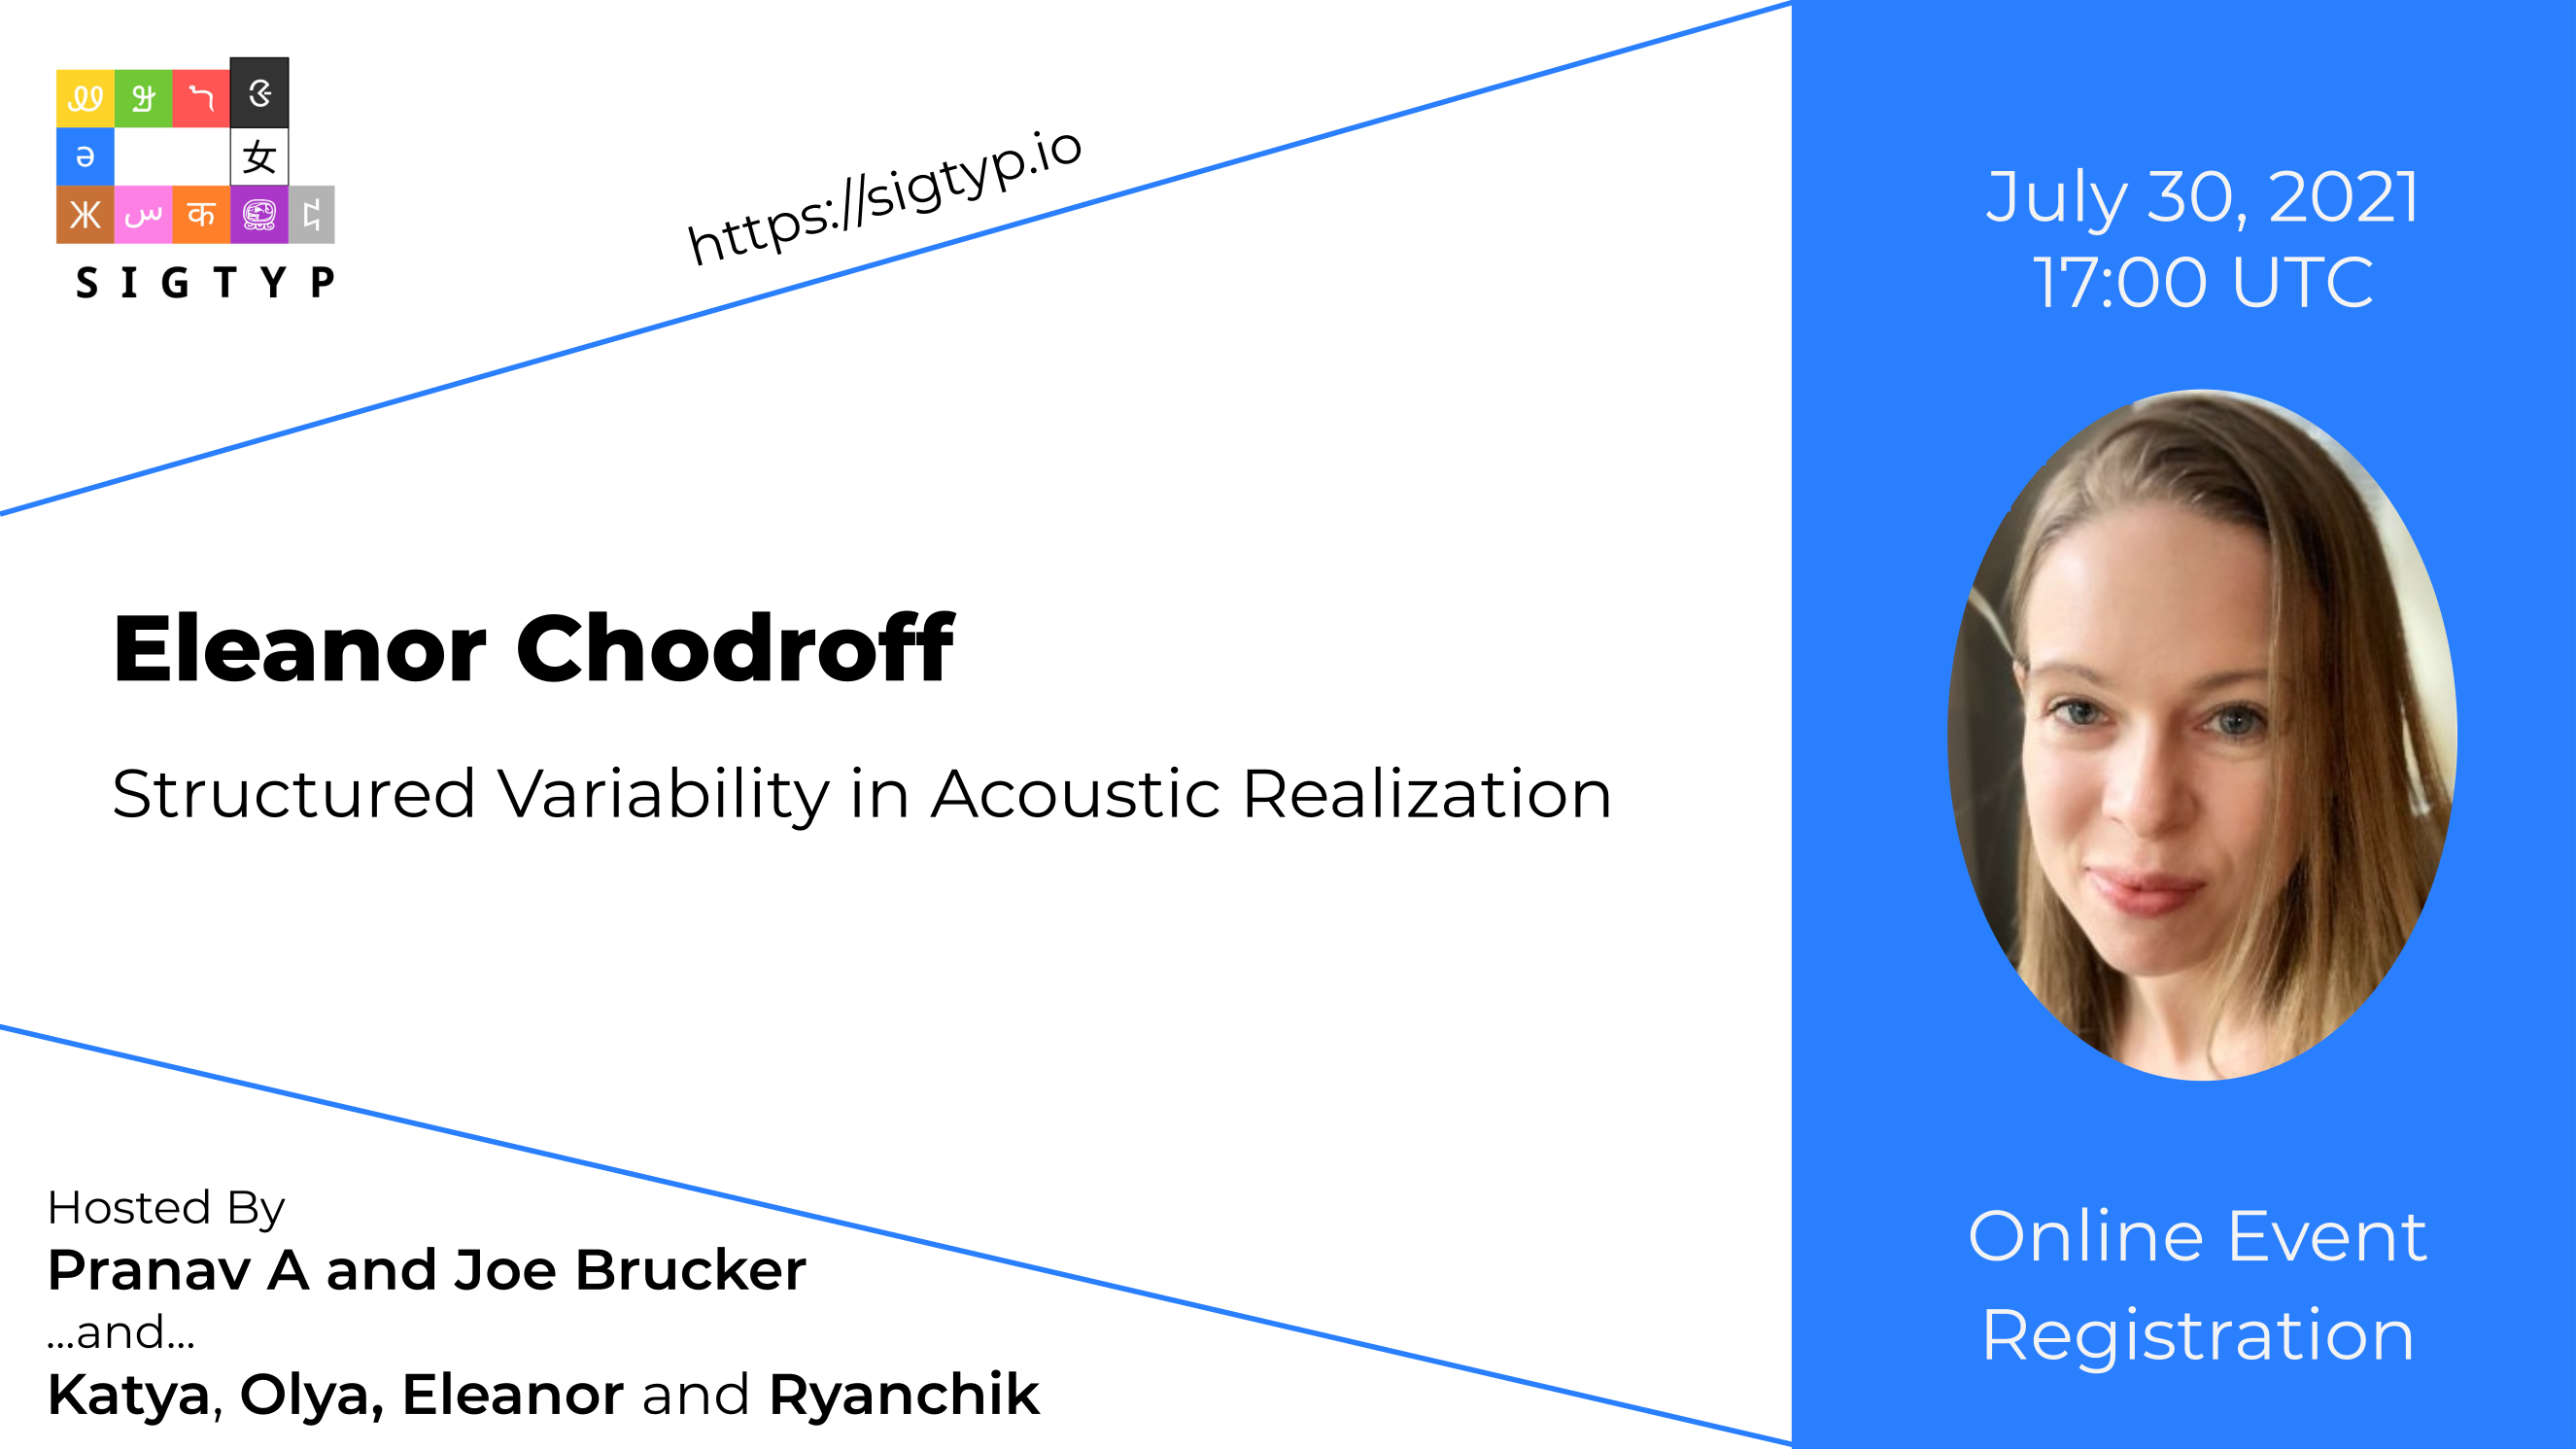 ə 女
Ж س क
S I G T Y P
https://sigtyp.io
Eleanor Chodroff
Structured Variability in Acoustic Realization
Hosted By
Pranav A and Joe Brucker
...and...
Katya, Olya, Eleanor and Ryanchik
July 30, 2021
17:00 UTC
Online Event
Registration